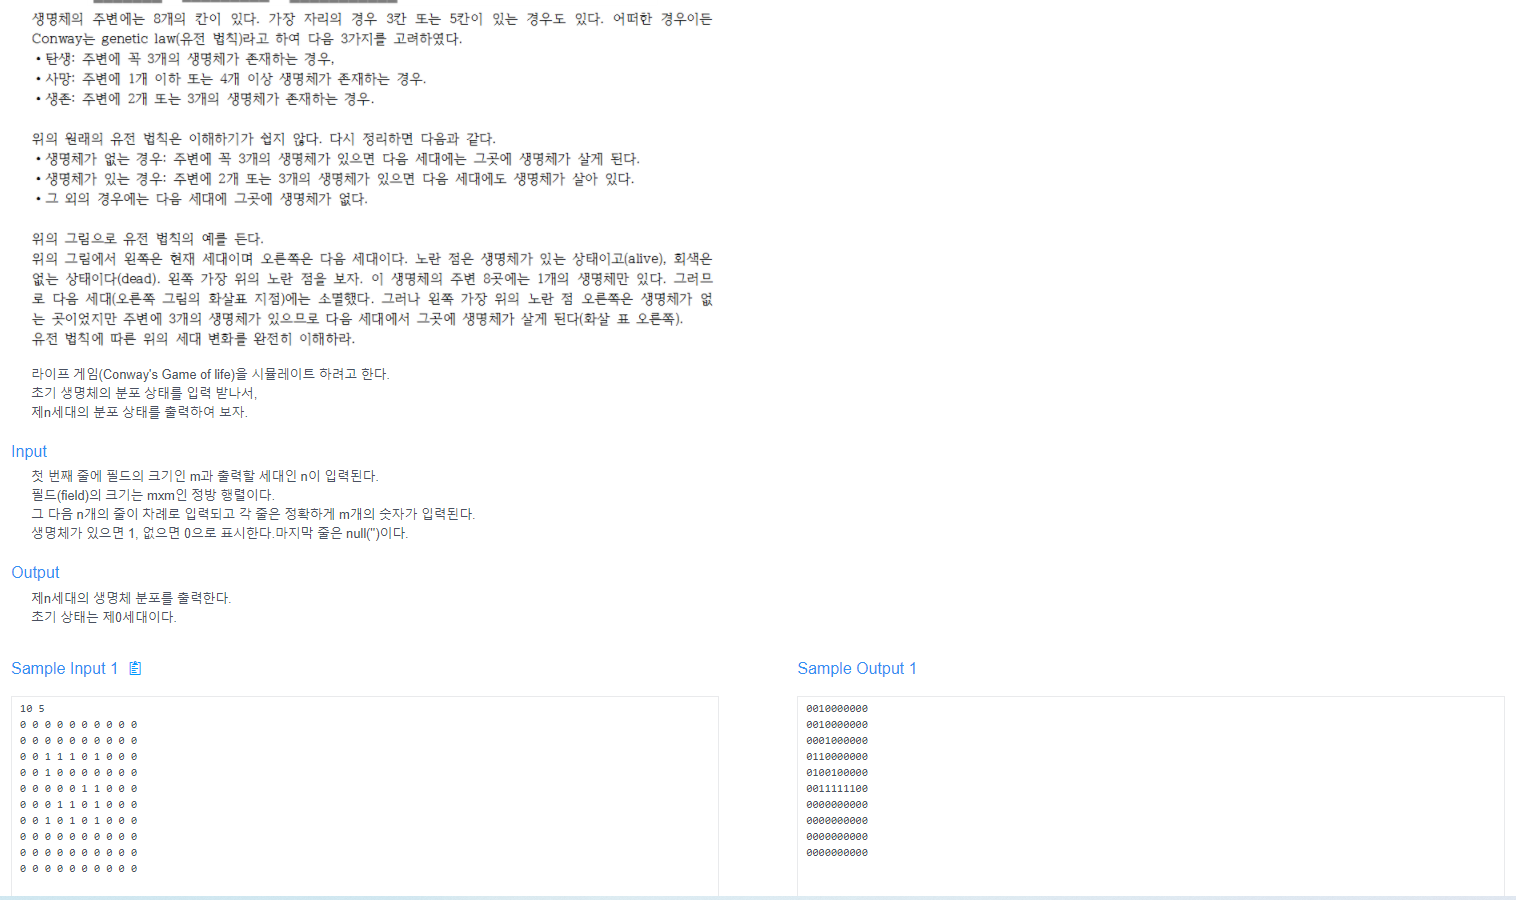 생명체의 주변에는 8개의 칸이 있다. 가장 자리의 경우 3칸 또는 5칸이 있는 경우도 있다. 어떠한 경우이든
Conway는 genetic law(유전 법칙)라고 하여 다음 3가지를 고려하였다.
• 탄생: 주변에 꼭 3개의 생명체가 존재하는 경우,
• 사망: 주변에 1개 이하 또는 4개 이상 생명체가 존재하는 경우.
• 생존: 주변에 2개 또는 3개의 생명체가 존재하는 경우.
위의 원래의 유전 법칙은 이해하기가 쉽지 않다. 다시 정리하면 다음과 같다.
• 생명체가 없는 경우: 주변에 꼭 3개의 생명체가 있으면 다음 세대에는 그곳에 생명체가 살게 된다.
• 생명체가 있는 경우: 주변에 2개 또는 3개의 생명체가 있으면 다음 세대에도 생명체가 살아 있다.
• 그 외의 경우에는 다음 세대에 그곳에 생명체가 없다.
위의 그림으로 유전 법칙의 예를 든다.
위의 그림에서 왼쪽은 현재 세대이며 오른쪽은 다음 세대이다. 노란 점은 생명체가 있는 상태이고(alive), 회색은
없는 상태이다(dead). 왼쪽 가장 위의 노란 점을 보자. 이 생명체의 주변 8곳에는 1개의 생명체만 있다. 그러므
로 다음 세대(오른쪽 그림의 화살표 지점)에는 소멸했다. 그러나 왼쪽 가장 위의 노란 점 오른쪽은 생명체가 없
는 곳이었지만 주변에 3개의 생명체가 있으므로 다음 세대에서 그곳에 생명체가 살게 된다(화살 표 오른쪽).
유전 법칙에 따른 위의 세대 변화를 완전히 이해하라.
라이프 게임(Conway's Game of life)을 시뮬레이트 하려고 한다.
초기 생명체의 분포 상태를 입력 받나서,
제n세대의 분포 상태를 출력하여 보자.
Input
첫 번째 줄에 필드의 크기인 m과 출력할 세대인 n이 입력된다.
필드(field)의 크기는 mxm인 정방 행렬이다.
그 다음 n개의 줄이 차례로 입력되고 각 줄은 정확하게 m개의 숫자가 입력된다.
생명체가 있으면 1, 없으면 0으로 표시한다.마지막 줄은 null('')이다.
Output
제n세대의 생명체 분포를 출력한다.
초기 상태는 제0세대이다.
Sample Input 1
10 5
0 0 0 0 0 0 0 0 0 0
0 0 0 0 0 0 0 0 0 0
0 0 1 1 1 0 1 0 0 0
0 0 1 0 0 0 0 0 0 0
0 0 0 0 0 1 1 0 0 0
0 0 0 1 1 0 1 0 0 0
0 0 1 0 1 0 1 0 0 0
0 0 0 0 0 0 0 0 0 0
0 0 0 0 0 0 0 0 0 0
0 0 0 0 0 0 0 0 0 0
Sample Output 1
0010000000
0010000000
0001000000
0110000000
0100100000
0011111100
0000000000
0000000000
0000000000
0000000000